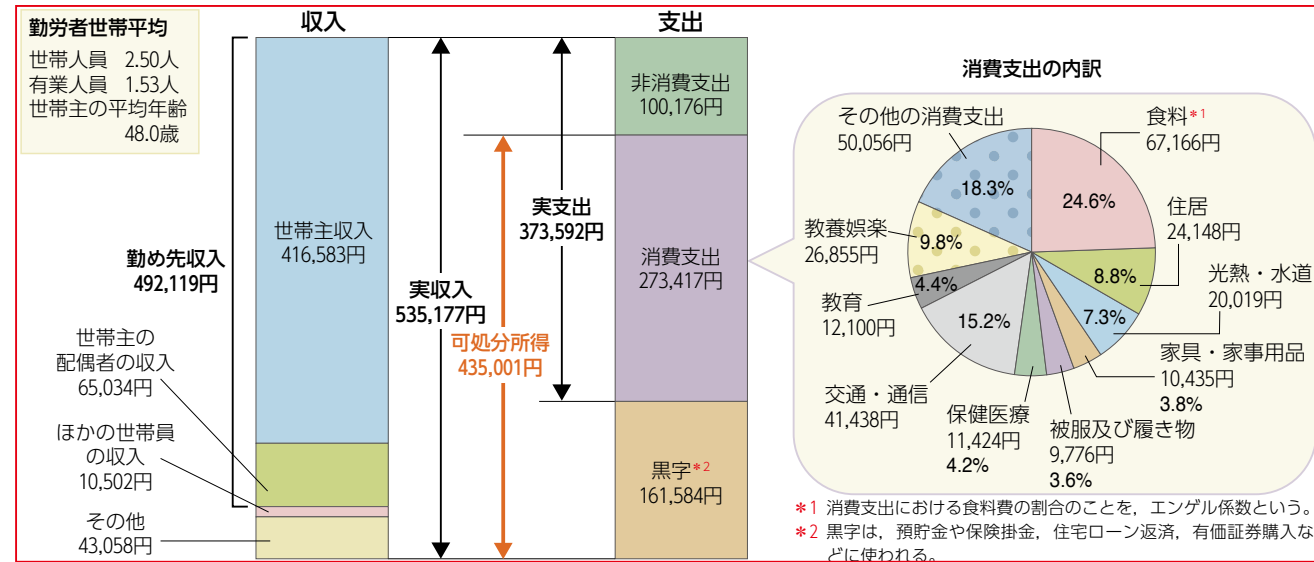 勤労者世帯平均
世帯人員 2.50人
有業人員 1.53人
世帯主の平均年齢
48.0歳
収入
支出
勤め先収入
492,119円
世帯主収入
416,583円
世帯主の
配偶者の収入
65,034円
ほかの世帯員
の収入
10,502円
その他
43,058円
実収入
535,177円
可処分所得
435,001円
実支出
373,592円
非消費支出
100,176円
消費支出
273,417円
黒字*2
161,584円
消費支出の内訳
食料*1
67,166円
24.6%
住居
24,148円
8.8%
光熱・水道
20,019円
7.3%
家具・家事用品
10,435円
3.8%
被服及び履き物
9,776円
3.6%
保健医療
11,424円
4.2%
交通・通信
41,438円
15.2%
教育
12,100円
4.4%
教養娯楽
26,855円
9.8%
その他の消費支出
50,056円
18.3%
*1 消費支出における食料費の割合のことを，エンゲル係数という。
*2 黒字は，預貯金や保険掛金，住宅ローン返済，有価証券購入な
どに使われる。